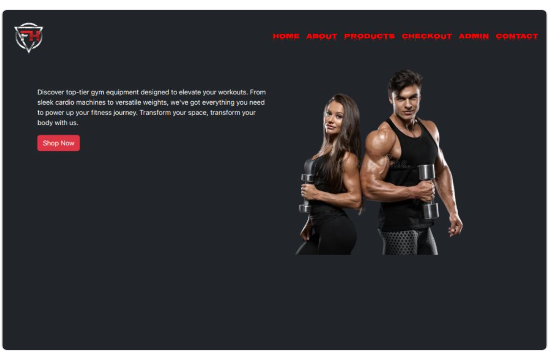 HOME ABOUT PRODUCTS CHECKOUT ADMIN CONTACT
Discover top-tier gym equipment designed to elevate your workouts. From
sleek cardio machines to versatile weights, we've got everything you need
to power up your fitness journey. Transform your space, transform your
body with us.
Shop Now